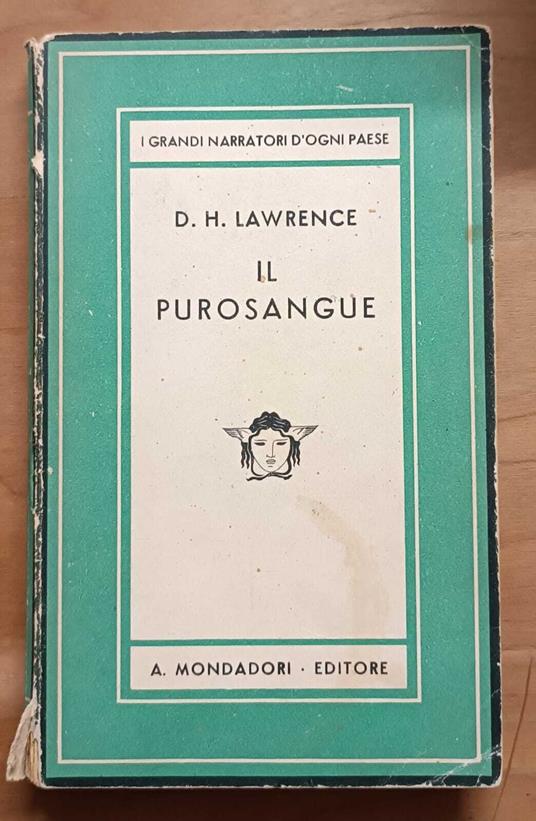 I GRANDI NARRATORI D'OGNI PAESE
D. H. LAWRENCE
IL
PUROSANGUE
A. MONDADORI · EDITORE